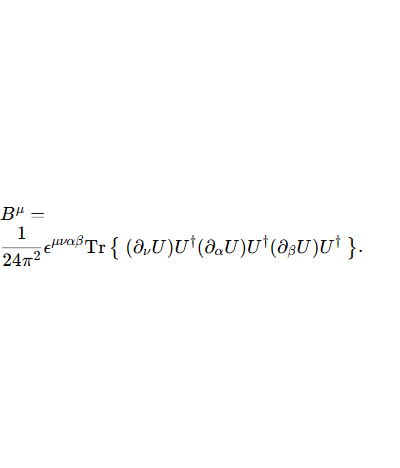 B^μ =
\frac{1}{24π^2} ϵ^{μναβ} Tr { (∂_ν U)U^† (∂_α U)U^† (∂_β U)U^† }.